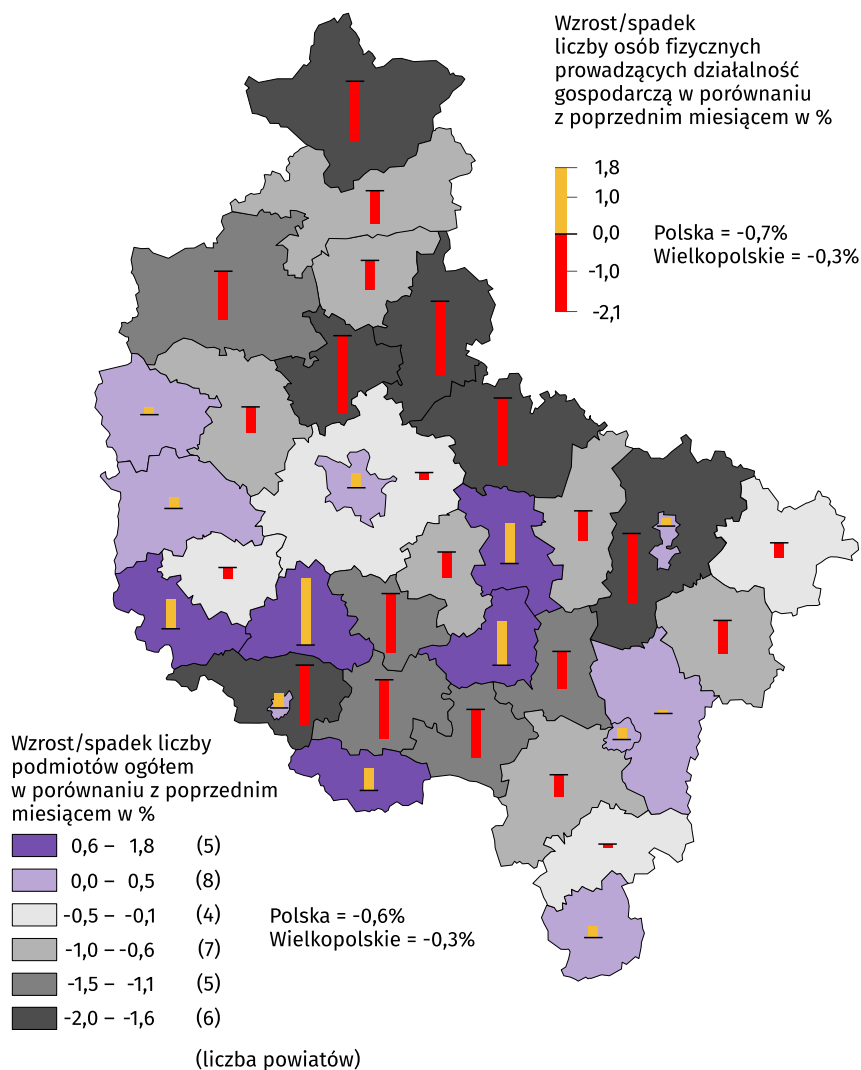 Wzrost/spadek
liczby osób fizycznych
prowadzących działalność
gospodarczą w porównaniu
z poprzednim miesiącem w %
1,8
1,0
0,0
-1,0
-2,1
Polska = -0,7%
Wielkopolskie = -0,3%
Wzrost/spadek liczby
podmiotów ogółem
w porównaniu z poprzednim
miesiącem w %
0,6 – 1,8 (5)
0,0 – 0,5 (8)
-0,5 – -0,1 (4)
-1,0 – -0,6 (7)
-1,5 – -1,1 (5)
-2,0 – -1,6 (6)
(liczba powiatów)
Polska = -0,6%
Wielkopolskie = -0,3%